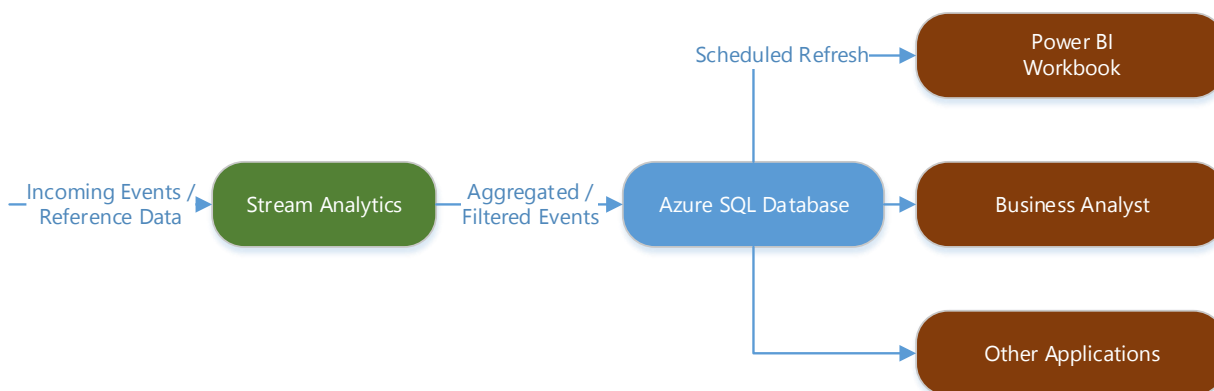 Scheduled Refresh
Power BI
Workbook
Incoming Events /
Reference Data
Stream Analytics
Aggregated /
Filtered Events
Azure SQL Database
Business Analyst
Other Applications